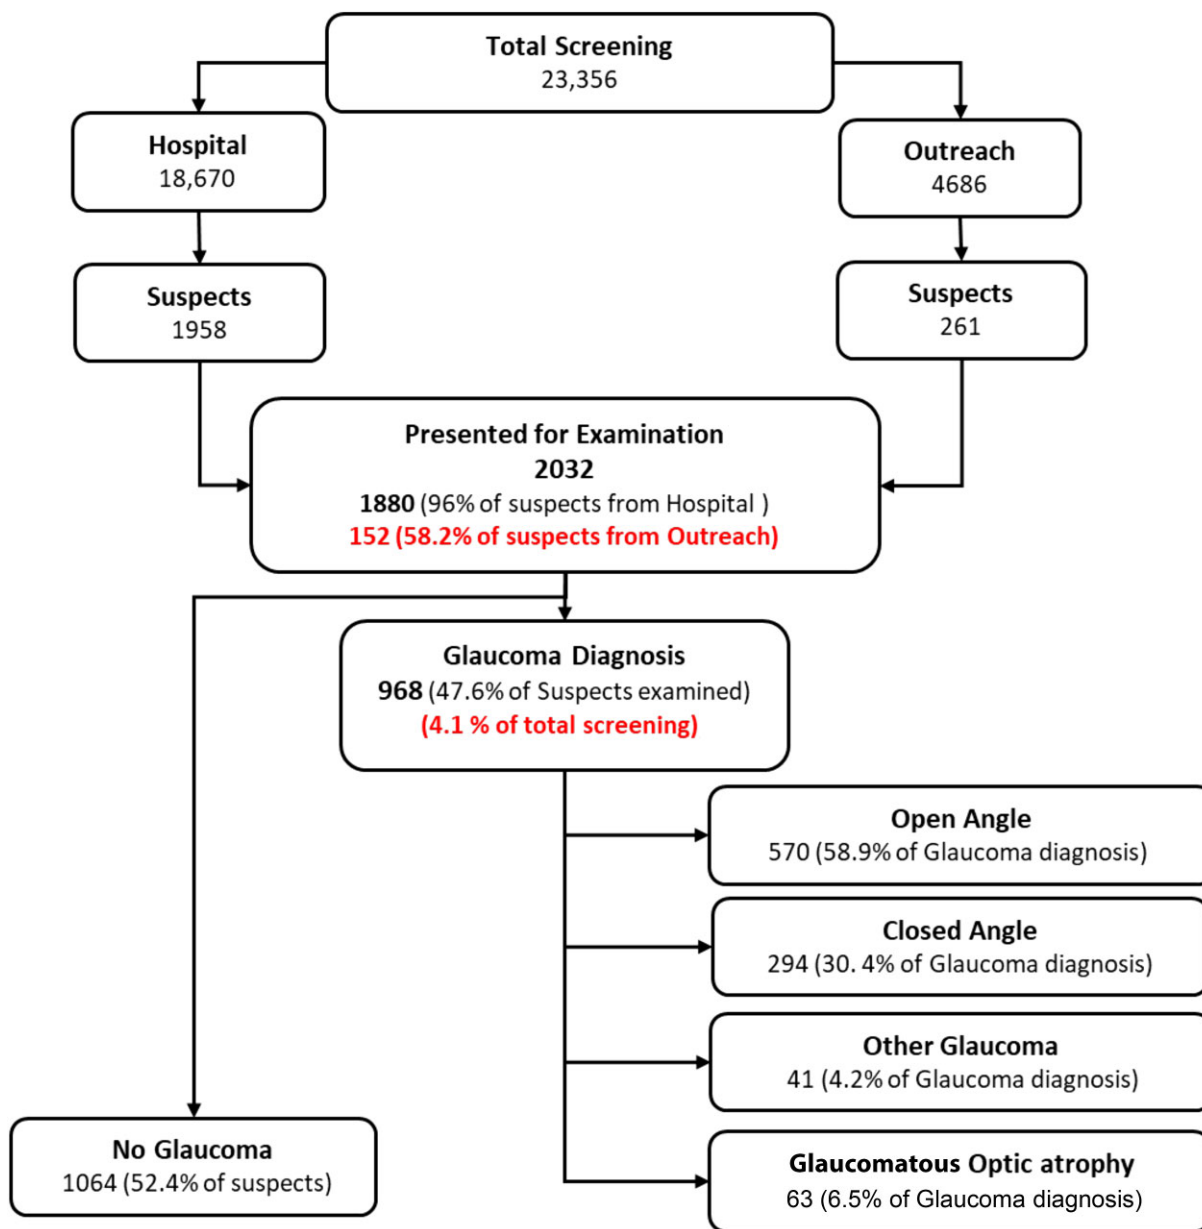 Total Screening
23,356
Hospital
18,670
Outreach
4686
Suspects
1958
Suspects
261
Presented for Examination
2032
1880 (96% of suspects from Hospital )
152 (58.2% of suspects from Outreach)
Glaucoma Diagnosis
968 (47.6% of Suspects examined)
(4.1 % of total screening)
Open Angle
570 (58.9% of Glaucoma diagnosis)
Closed Angle
294 (30. 4% of Glaucoma diagnosis)
Other Glaucoma
41 (4.2% of Glaucoma diagnosis)
No Glaucoma
1064 (52.4% of suspects)
Glaucomatous Optic atrophy
63 (6.5% of Glaucoma diagnosis)